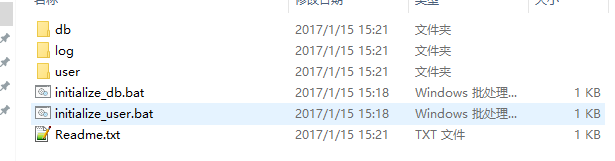 名称 修改日期 类型 大小
db 2017/1/15 15:21 文件夹
log 2017/1/15 15:21 文件夹
user 2017/1/15 15:21 文件夹
initialize_db.bat 2017/1/15 15:18 Windows 批处理... 1 KB
initialize_user.bat 2017/1/15 15:18 Windows 批处理... 1 KB
Readme.txt 2017/1/15 15:21 TXT 文件 1 KB